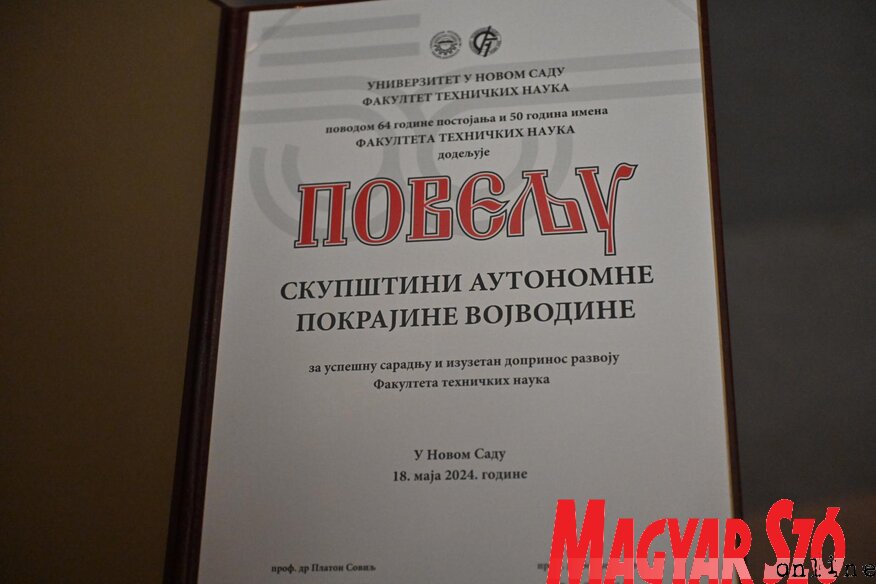 УНИВЕРЗИТЕТ У НОВОМ САДУ
ФАКУЛТЕТ ТЕХНИЧКИХ НАУКА
поводом 64 године постојања и 50 година имена
ФАКУЛТЕТА ТЕХНИЧКИХ НАУКА
додељује
ПОВЕЉУ
СКУПШТИНИ АУТОНОМНЕ
ПОКРАЈИНЕ ВОЈВОДИНЕ
за успешну сарадњу и изузетан допринос развоју
Факултета техничких наука
У Новом Саду
18. маја 2024. године
проф. др Платон Совиљ
MAGYAR SZÓ
online